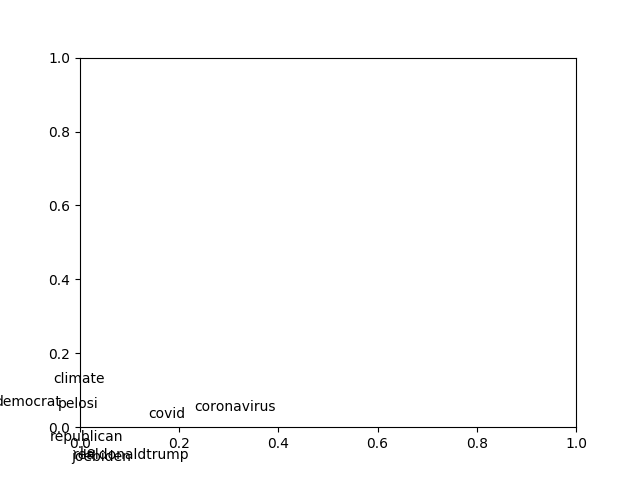 1.0
0.8
0.6
0.4
0.2
climate
democrat
pelosi
coronavirus
covid
0.0
republican
0.0 0.2 0.4 0.6 0.8 1.0
realdonaldtrump
joebiden